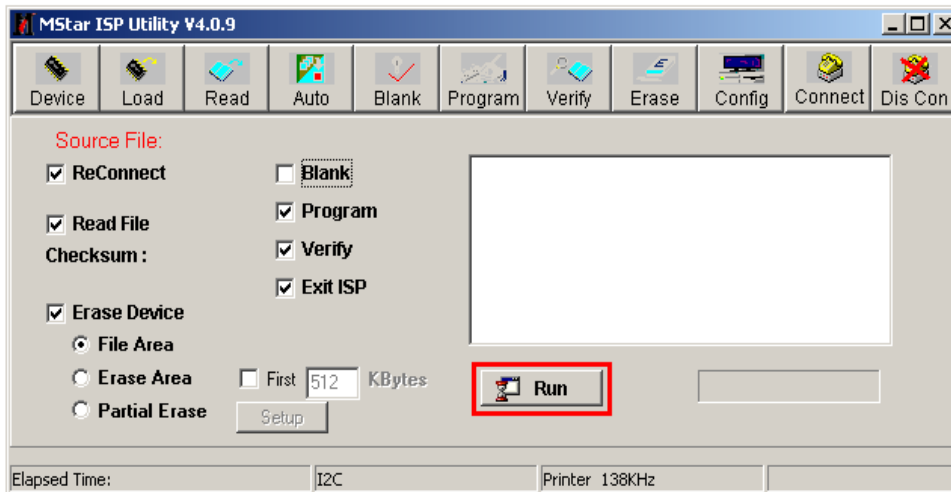 MStar ISP Utility V4.0.9
Device Load Read Auto Blank Program Verify Erase Config Connect Dis Con
Source File:
ReConnect Blank
Program
Read File
Checksum : Verify
Exit ISP
Erase Device
File Area
Erase Area First 512 KBytes Run
Partial Erase Setup
Elapsed Time: I2C Printer 138KHz